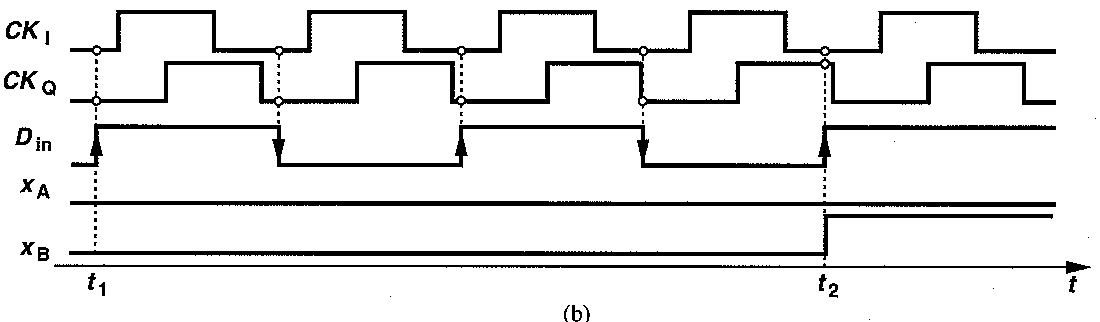 CK I
CK Q
D in
x A
x B
t 1
t 2
t
(b)